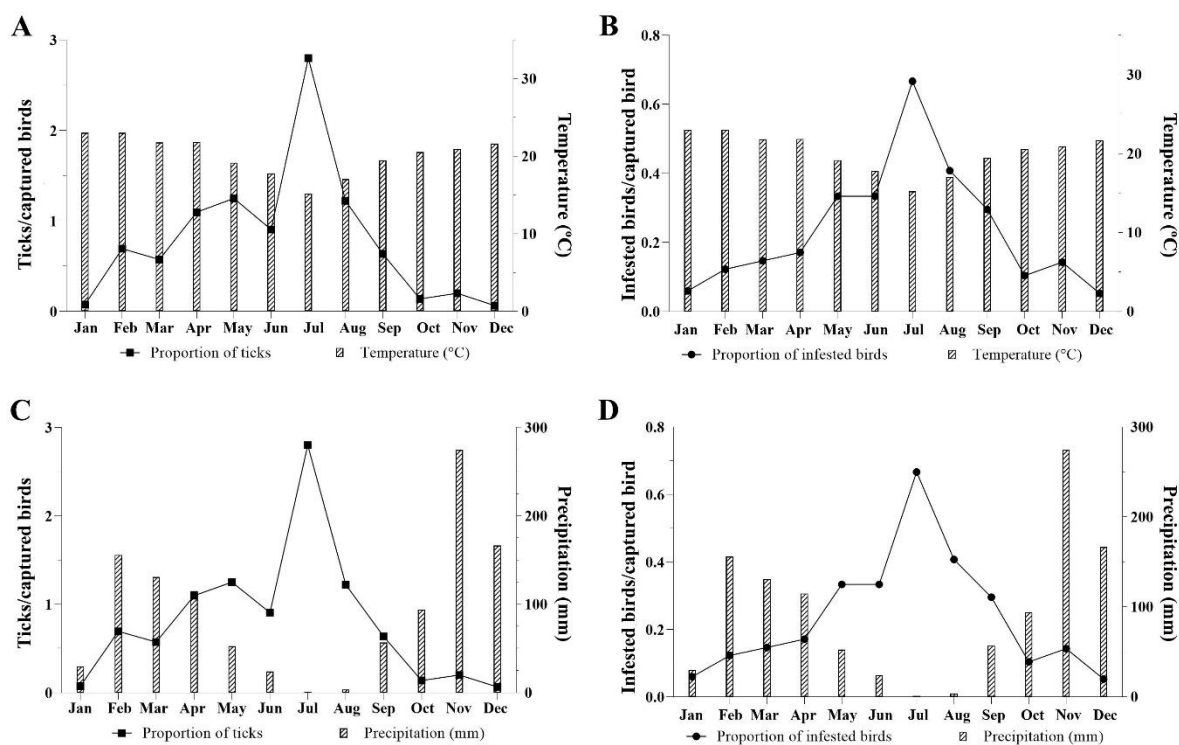 A
Ticks/captured birds
3
2
1
0
30
20
10
0
Temperature (°C)
Jan Feb Mar Apr May Jun Jul Aug Sep Oct Nov Dec
Proportion of ticks Temperature (°C)
B
Infested birds/captured bird
0.8
0.6
0.4
0.2
0.0
30
20
10
0
Temperature (°C)
Jan Feb Mar Apr May Jun Jul Aug Sep Oct Nov Dec
Proportion of infested birds Temperature (°C)
C
Ticks/captured birds
3
2
1
0
300
200
100
0
Precipitation (mm)
Jan Feb Mar Apr May Jun Jul Aug Sep Oct Nov Dec
Proportion of ticks Precipitation (mm)
D
Infested birds/captured bird
0.8
0.6
0.4
0.2
0.0
300
200
100
0
Precipitation (mm)
Jan Feb Mar Apr May Jun Jul Aug Sep Oct Nov Dec
Proportion of infested birds Precipitation (mm)